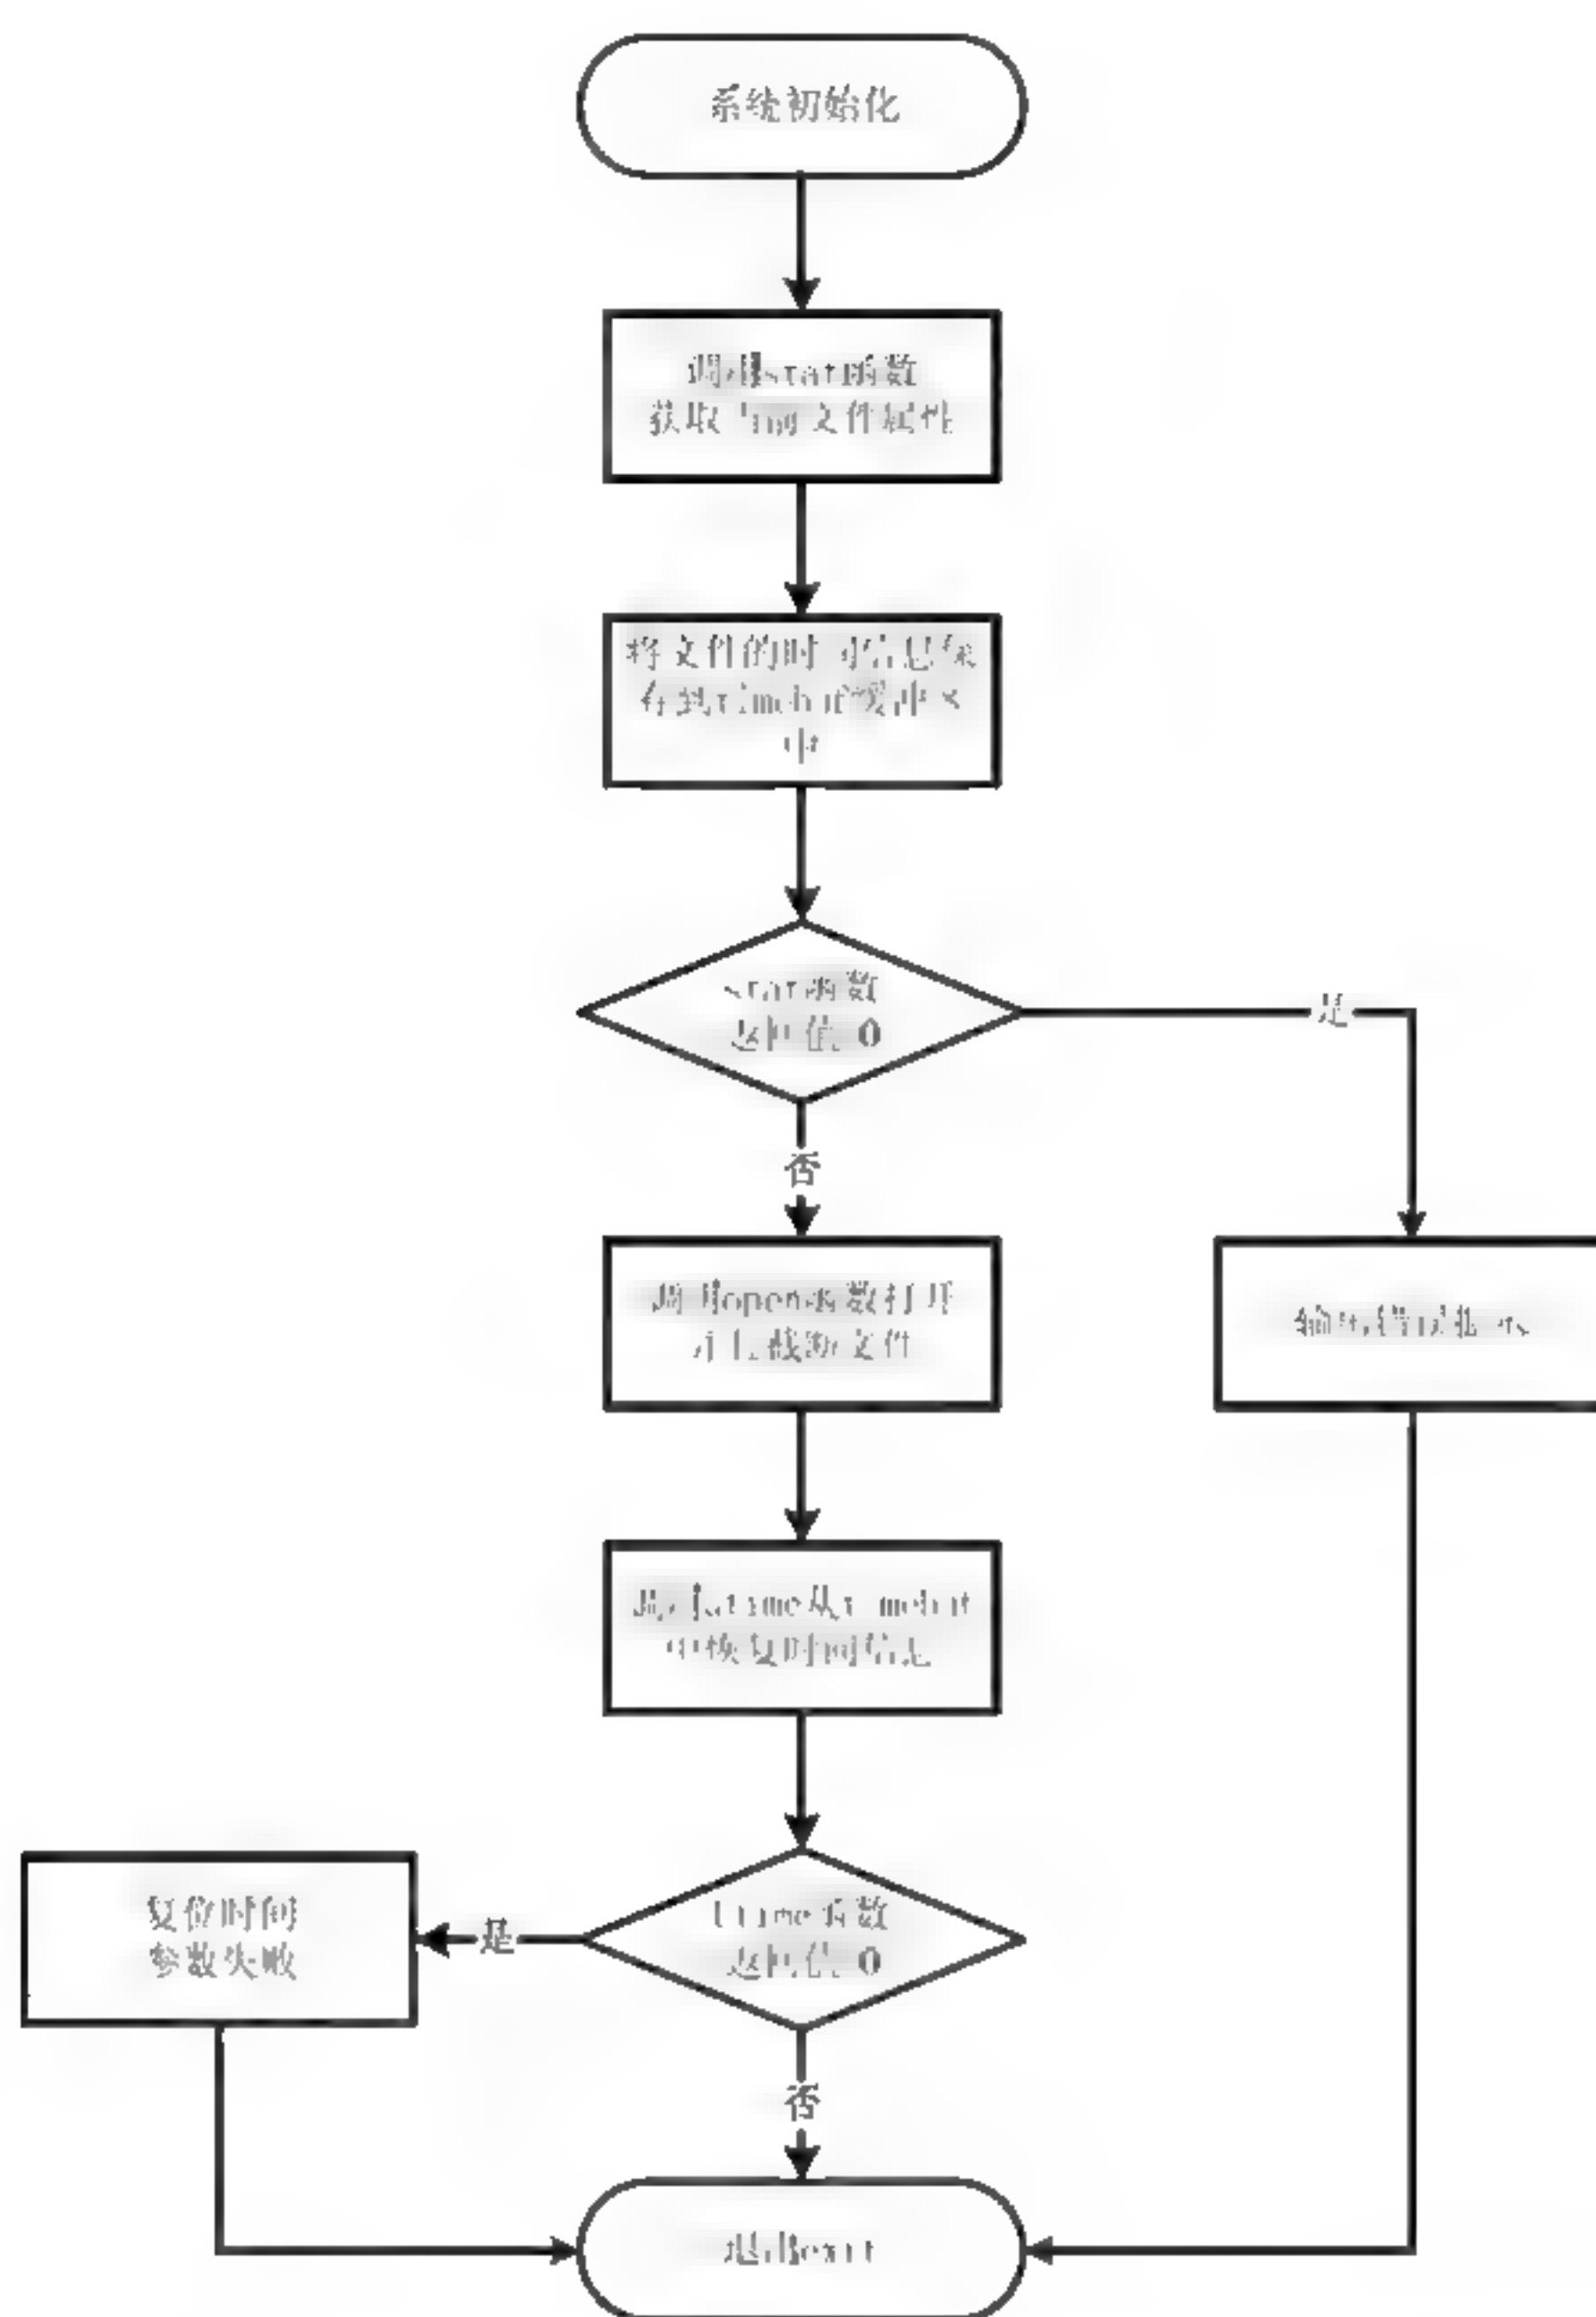 系统初始化
调用stat函数
获取 文件属性
将文件的时间信息保
存到timebuf缓冲区
中
stat函数
返回值 0
是
否
调用open函数打开
并且截断文件
输出错误提示
调用utime从timebuf
中恢复时间信息
utime函数
返回值 0
是
复位时间
参数失败
否
退出exit